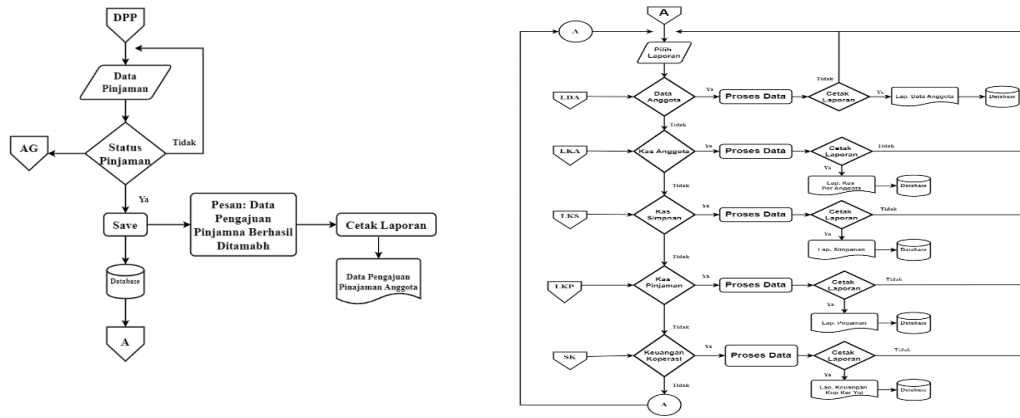 DPP
Data
Pinjaman
AG
Status
Pinjaman
Tidak
Ya
Save
Pesan: Data
Pengajuan
Pinjamna Berhasil
Ditamabh
Cetak Laporan
Database
Data Pengajuan
Pinajaman Anggota
A
A
A
Pilih
Laporan
Tidak
LDA
Data
Anggota
Ya
Proses Data
Cetak
Laporan
Ya
Lap. Data Anggota
Database
Tidak
LKA
Kas Anggota
Ya
Proses Data
Cetak
Laporan
Tidak
Ya
Lap. Kas
Per Anggota
Database
Tidak
LKS
Kas
Simpnan
Ya
Proses Data
Cetak
Laporan
Tidak
Ya
Lap. Simpanan
Database
Tidak
LKP
Kas
Pinjaman
Ya
Proses Data
Cetak
Laporan
Tidak
Ya
Lap. Pinjaman
Database
Tidak
SK
Keuangan
Koperasi
Ya
Proses Data
Cetak
Laporan
Tidak
Ya
Lap. Keuangan
Database
Tidak
A